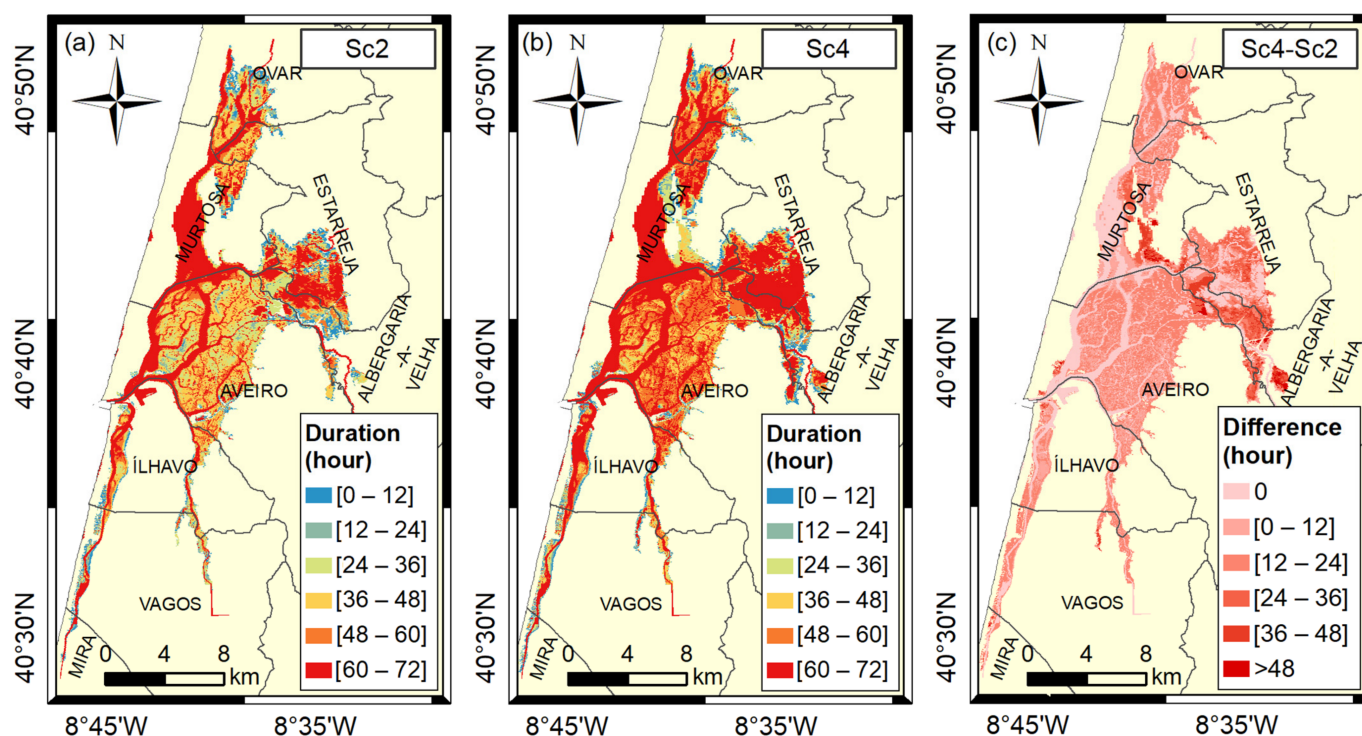 (a)
N
Sc2
OVAR
MURTOSA
ESTARREJA
ALBERGARIA
-A-
VELHA
AVEIRO
ÍLHAVO
VAGOS
MIRA
Duration
(hour)
[0 – 12]
[12 – 24]
[24 – 36]
[36 – 48]
[48 – 60]
[60 – 72]
0 4 8
km
40°50'N
40°40'N
40°30'N
8°45'W 8°35'W
(b)
N
Sc4
OVAR
MURTOSA
ESTARREJA
ALBERGARIA
-A-
VELHA
AVEIRO
ÍLHAVO
VAGOS
MIRA
Duration
(hour)
[0 – 12]
[12 – 24]
[24 – 36]
[36 – 48]
[48 – 60]
[60 – 72]
0 4 8
km
40°50'N
40°40'N
40°30'N
8°45'W 8°35'W
(c)
N
Sc4-Sc2
OVAR
MURTOSA
ESTARREJA
ALBERGARIA
-A-
VELHA
AVEIRO
ÍLHAVO
VAGOS
MIRA
Difference
(hour)
0
[0 – 12]
[12 – 24]
[24 – 36]
[36 – 48]
>48
0 4 8
km
40°50'N
40°40'N
40°30'N
8°45'W 8°35'W